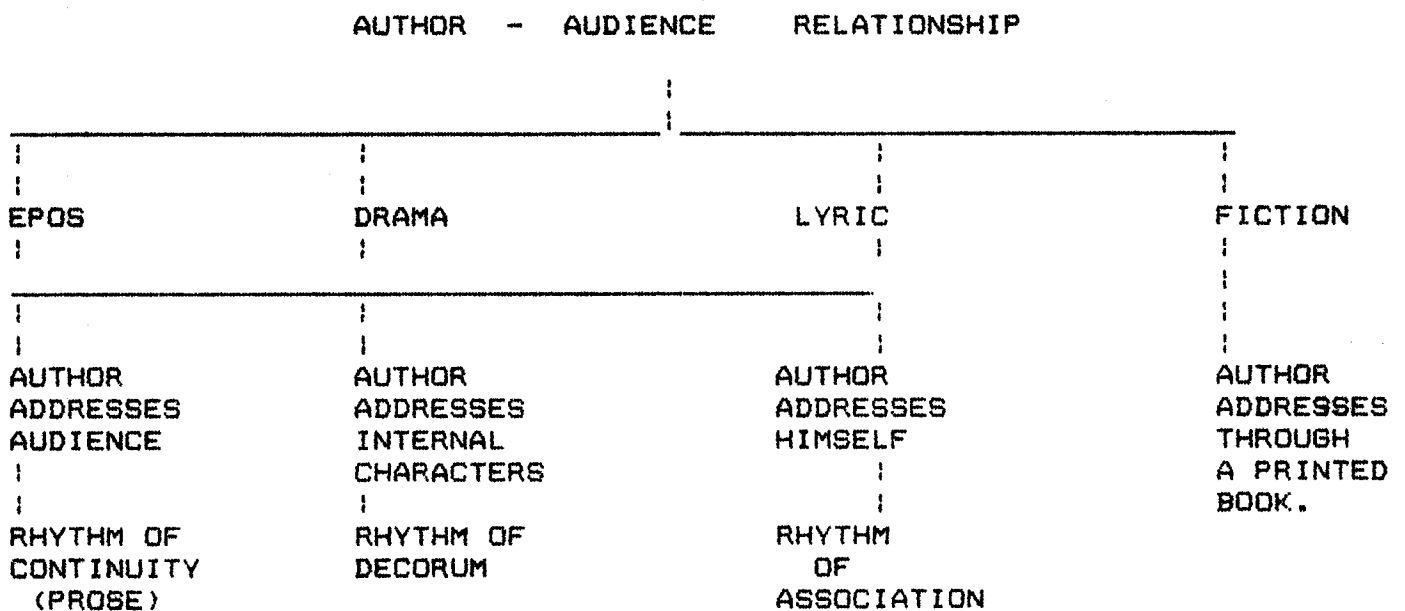 AUTHOR - AUDIENCE RELATIONSHIP
EPOS DRAMA LYRIC FICTION
AUTHOR AUTHOR AUTHOR AUTHOR
ADDRESSES ADDRESSES ADDRESSES ADDRESSES
AUDIENCE INTERNAL HIMSELF THROUGH
CHARACTERS A PRINTED
BOOK.
RHYTHM OF RHYTHM OF RHYTHM
CONTINUITY DECORUM OF
(PROSE) ASSOCIATION